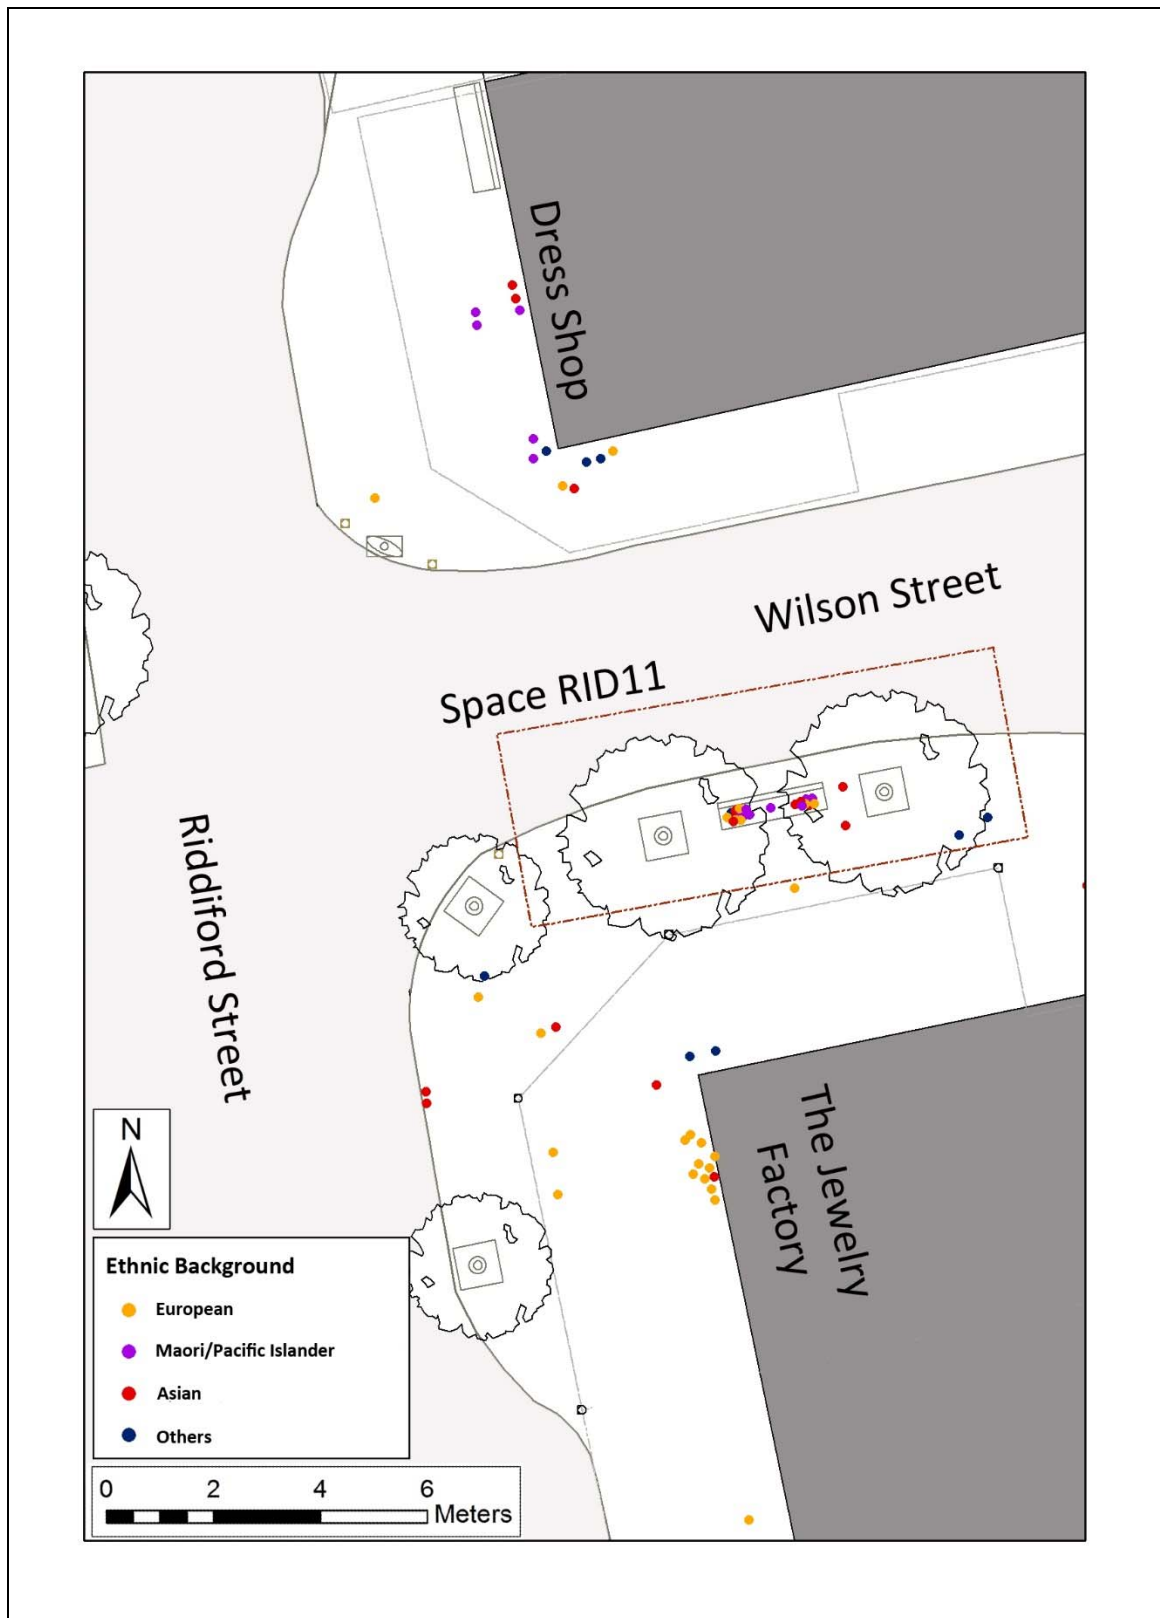 Dress Shop
Wilson Street
Space RID11
Riddiford Street
The Jewelry
Factory
N
Ethnic Background
European
Maori/Pacific Islander
Asian
Others
0 2 4 6
Meters